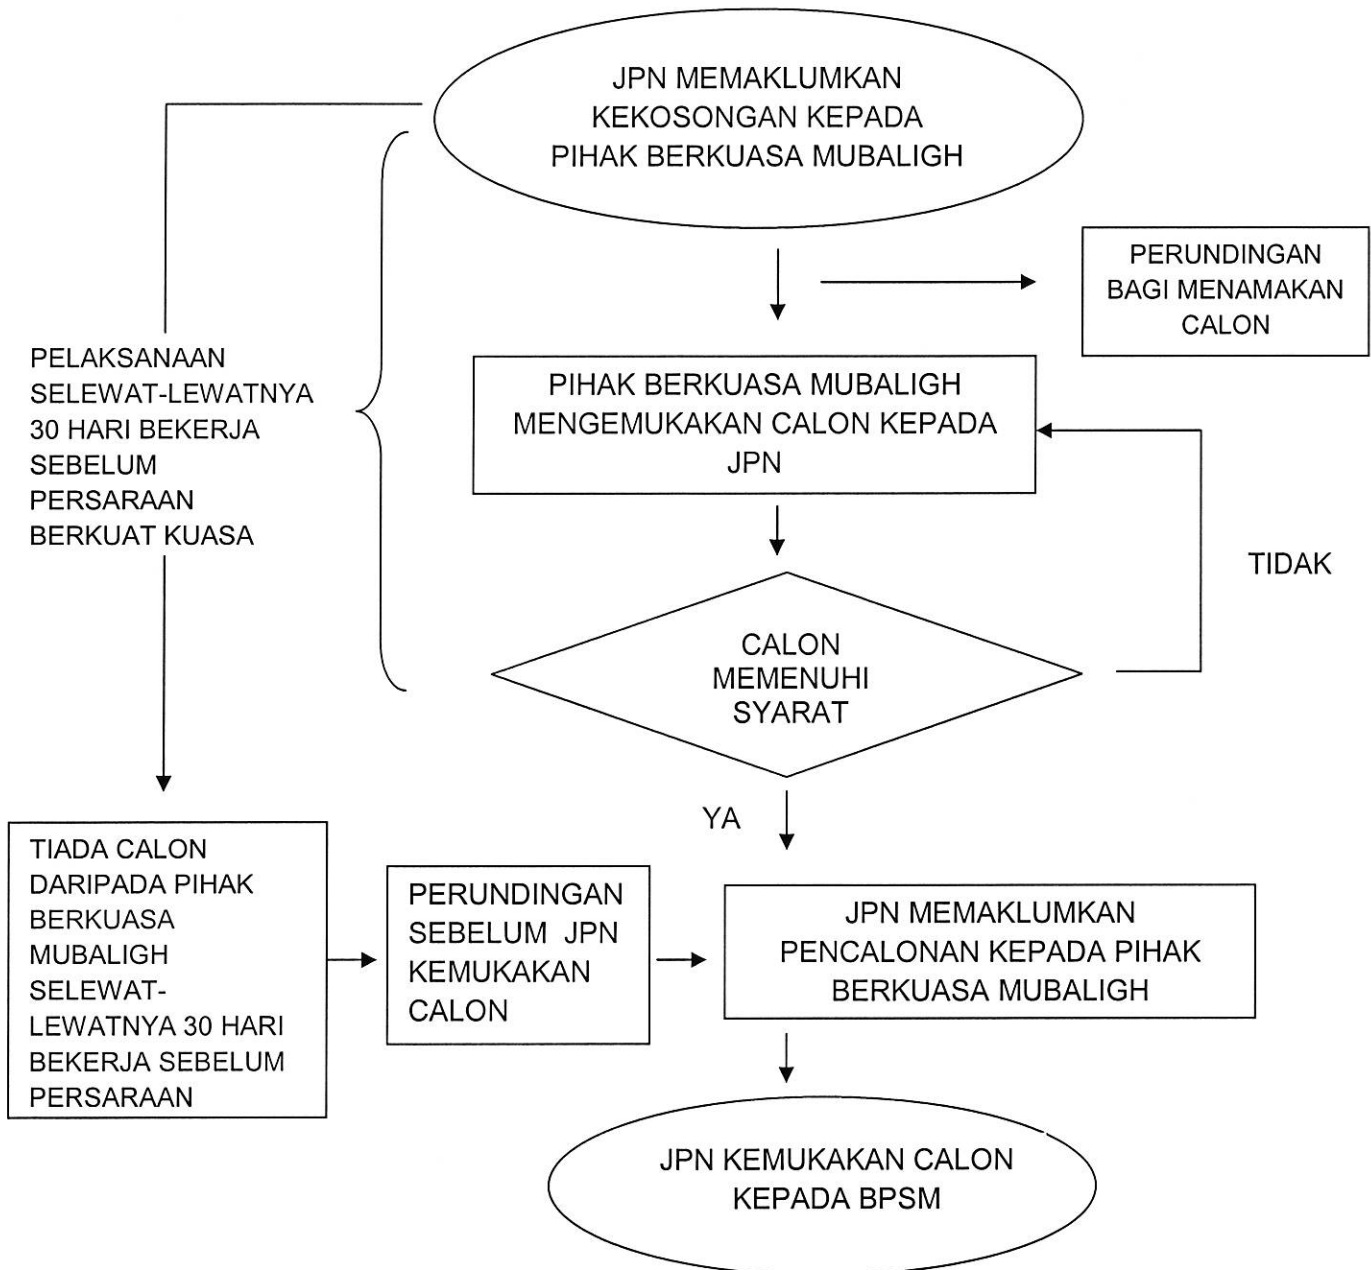 JPN MEMAKLUMKAN
KEKOSONGAN KEPADA
PIHAK BERKUASA MUBALIGH
PERUNDINGAN
BAGI MENAMAKAN
CALON
PELAKSANAAN
SELEWAT-LEWATNYA
30 HARI BEKERJA
SEBELUM
PERSARAAN
BERKUAT KUASA
PIHAK BERKUASA MUBALIGH
MENGEMUKAKAN CALON KEPADA
JPN
TIDAK
CALON
MEMENUHI
SYARAT
YA
TIADA CALON
DARIPADA PIHAK
BERKUASA
MUBALIGH
SELEWAT-
LEWATNYA 30 HARI
BEKERJA SEBELUM
PERSARAAN
PERUNDINGAN
SEBELUM JPN
KEMUKAKAN
CALON
JPN MEMAKLUMKAN
PENCALONAN KEPADA PIHAK
BERKUASA MUBALIGH
JPN KEMUKAKAN CALON
KEPADA BPSM